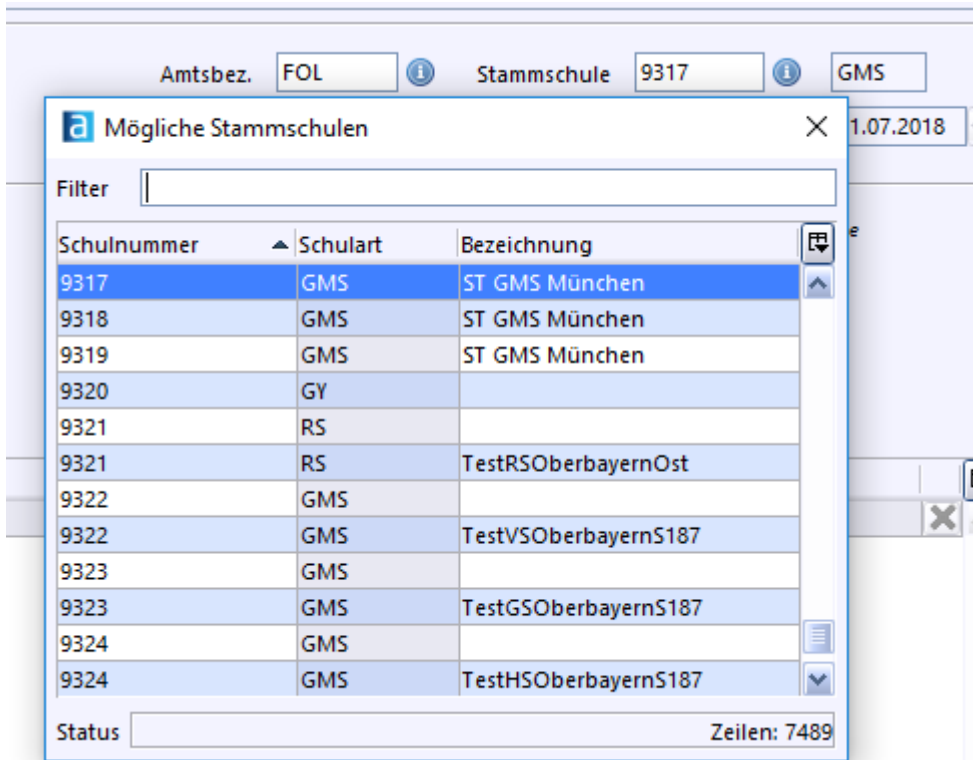 Amtsbez. FOL Stammschule 9317 GMS
a Mögliche Stammschulen
1.07.2018
Filter
e
Schulnummer Schulart Bezeichnung
9317 GMS ST GMS München
9318 GMS ST GMS München
9319 GMS ST GMS München
9320 GY
9321 RS
9321 RS TestRSOberbayernOst
9322 GMS
9322 GMS TestVSOberbayernS187
9323 GMS
9323 GMS TestGSOberbayernS187
9324 GMS
9324 GMS TestHSOberbayernS187
Status Zeilen: 7489